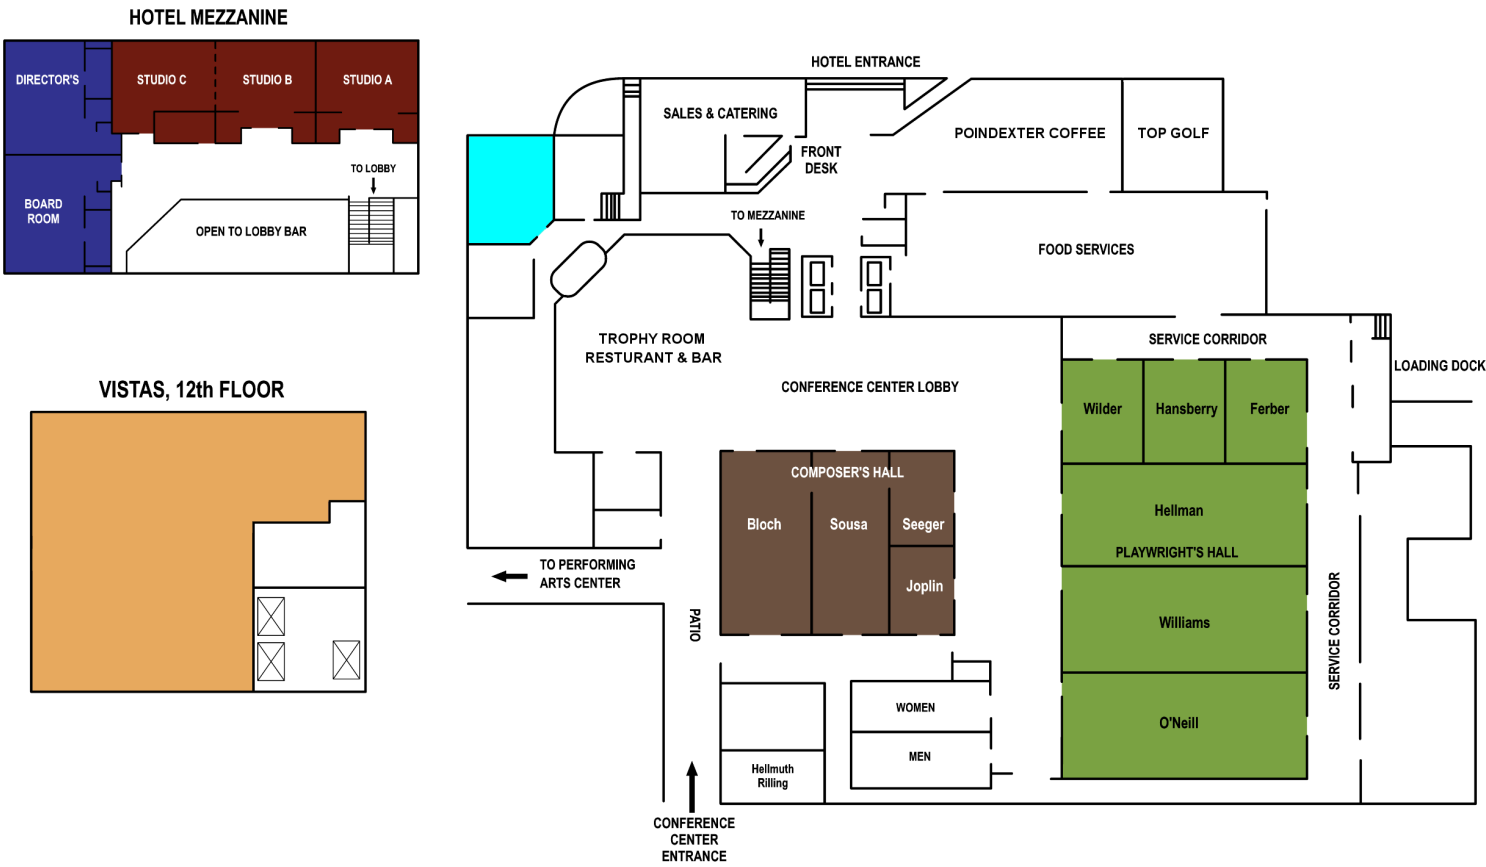 HOTEL MEZZANINE
DIRECTOR'S
STUDIO C
STUDIO B
STUDIO A
TO LOBBY
BOARD
ROOM
OPEN TO LOBBY BAR
VISTAS, 12th FLOOR
HOTEL ENTRANCE
SALES & CATERING
FRONT
DESK
POINDEXTER COFFEE
TOP GOLF
TO MEZZANINE
FOOD SERVICES
TROPHY ROOM
RESTURANT & BAR
SERVICE CORRIDOR
LOADING DOCK
CONFERENCE CENTER LOBBY
Wilder
Hansberry
Ferber
COMPOSER'S HALL
Bloch
Sousa
Seeger
Joplin
Hellman
PLAYWRIGHT'S HALL
Williams
O'Neill
TO PERFORMING
ARTS CENTER
PATIO
SERVICE CORRIDOR
WOMEN
MEN
Hellmuth
Rilling
CONFERENCE
CENTER
ENTRANCE